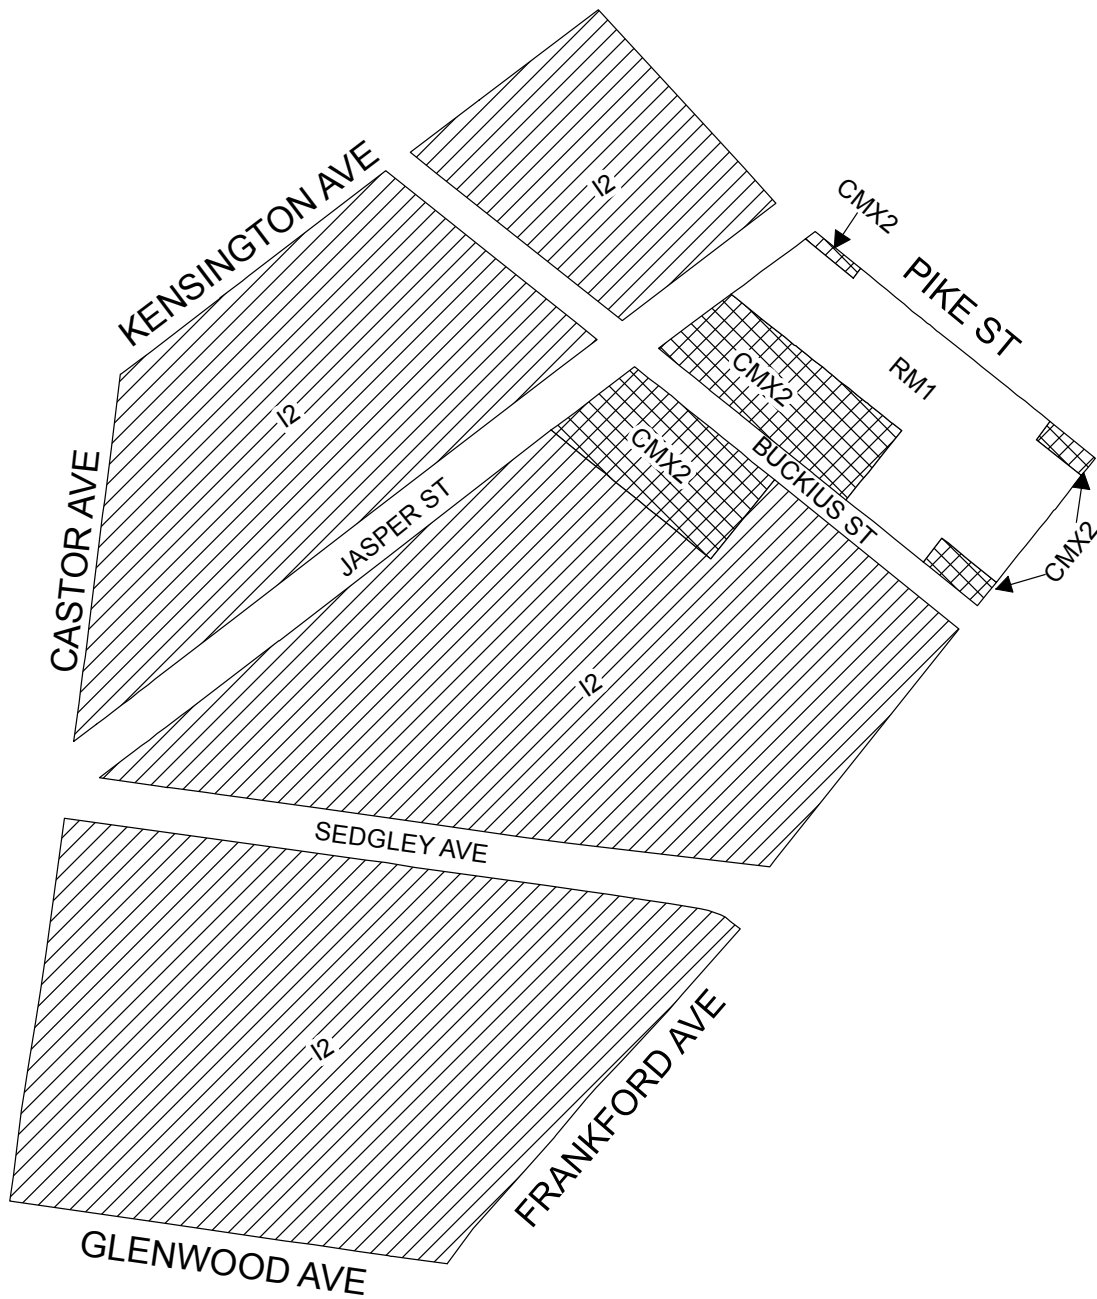 I2
CMX2
KENSINGTON AVE
PIKE ST
RM1
CMX2
I2
CMX2
BUCKIUS ST
CASTOR AVE
JASPER ST
CMX2
I2
SEDGLEY AVE
I2
FRANKFORD AVE
GLENWOOD AVE